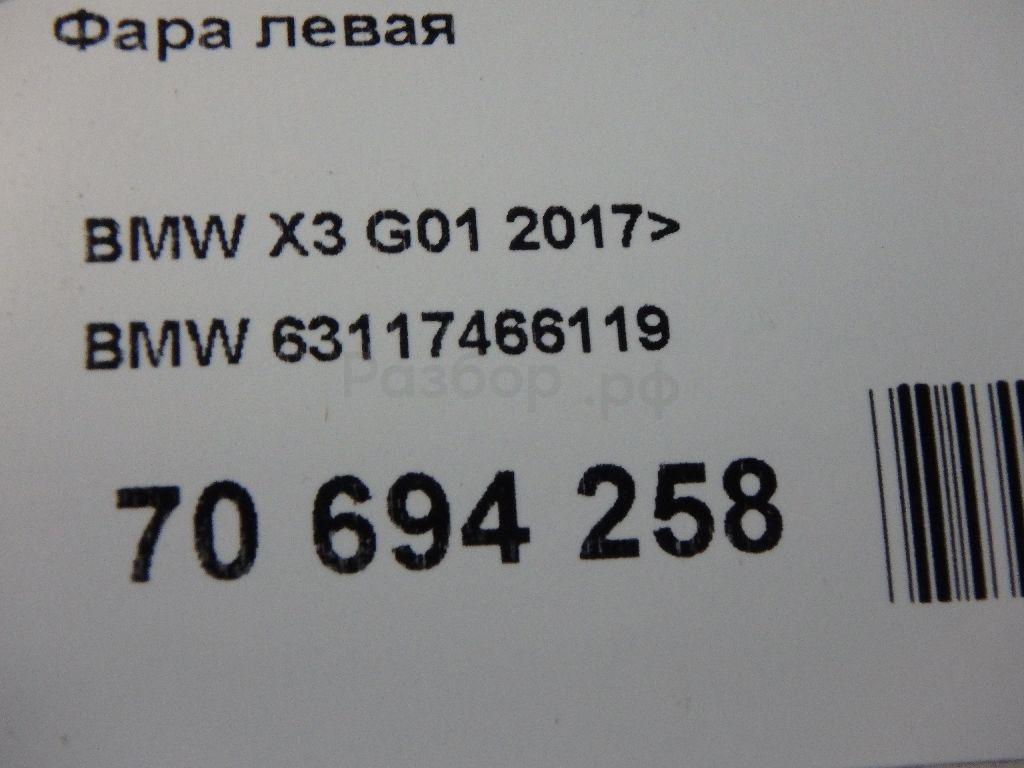 Фара левая
BMW X3 G01 2017>
BMW 63117466119
Разбор.рф
70 694 258